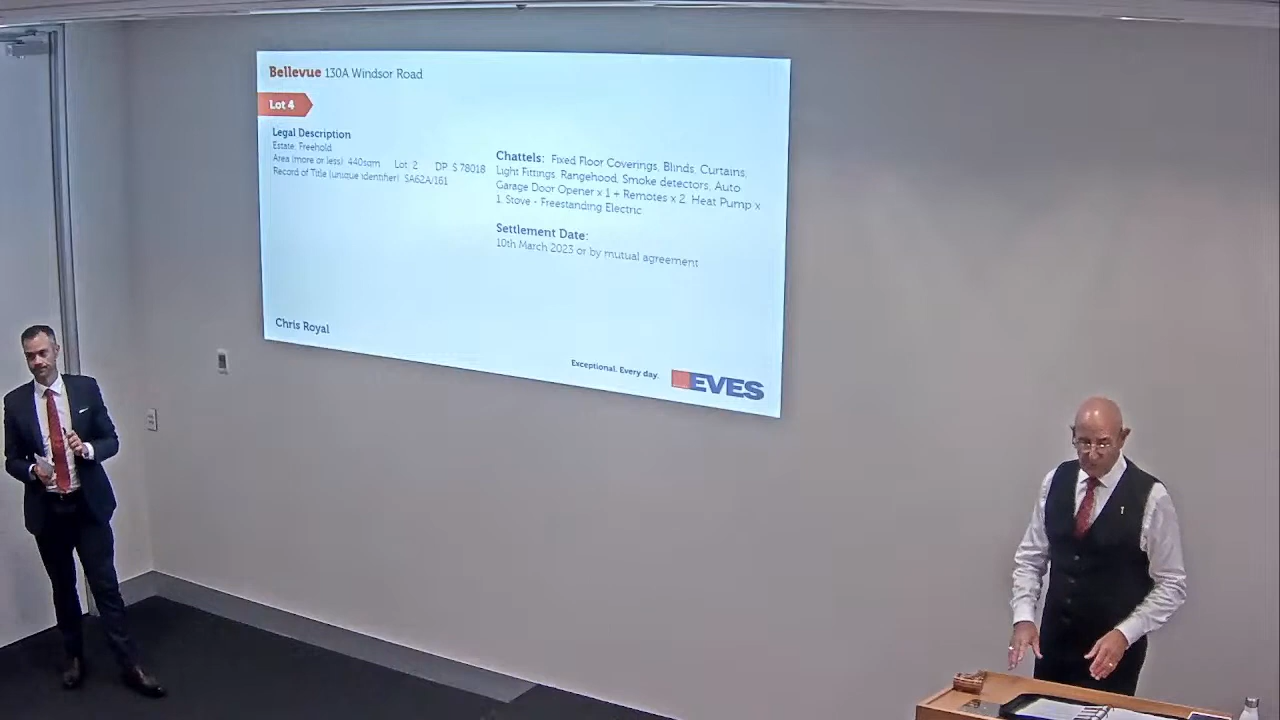 Bellevue 130A Windsor Road
Lot 4
Legal Description
Estate: Freehold
Area (more or less): 440sqm Lot: 2 DP: S 78018
Record of Title (unique identifier): SA62A/161
Chattels: Fixed Floor Coverings, Blinds, Curtains,
Light Fittings. Rangehood, Smoke detectors, Auto
Garage Door Opener x 1 + Remotes x 2. Heat Pump x
1. Stove - Freestanding Electric
Settlement Date:
10th March 2023 or by mutual agreement
Chris Royal
Exceptional. Every day.
EVES